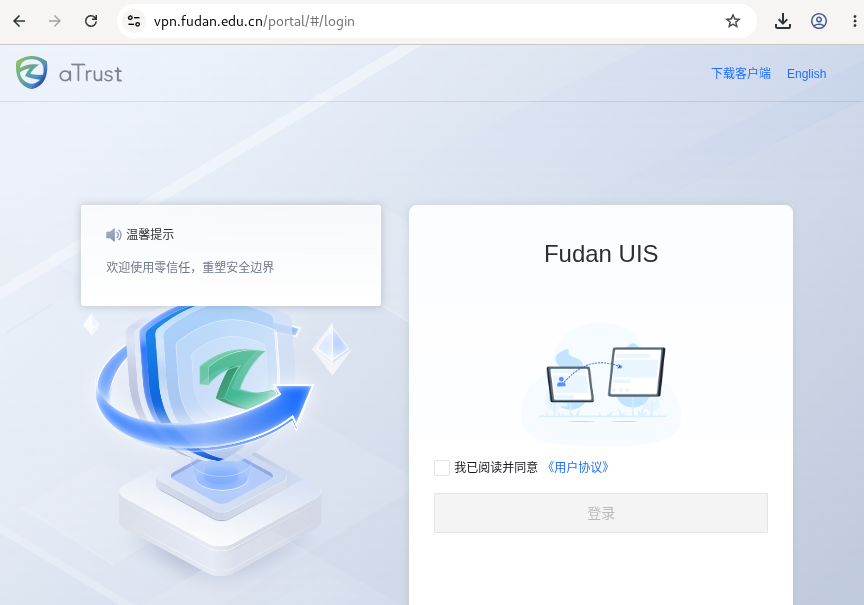 vpn.fudan.edu.cn/portal/#/login
aTrust
下载客户端 English
温馨提示
欢迎使用零信任，重塑安全边界
Fudan UIS
我已阅读并同意 《用户协议》
登录